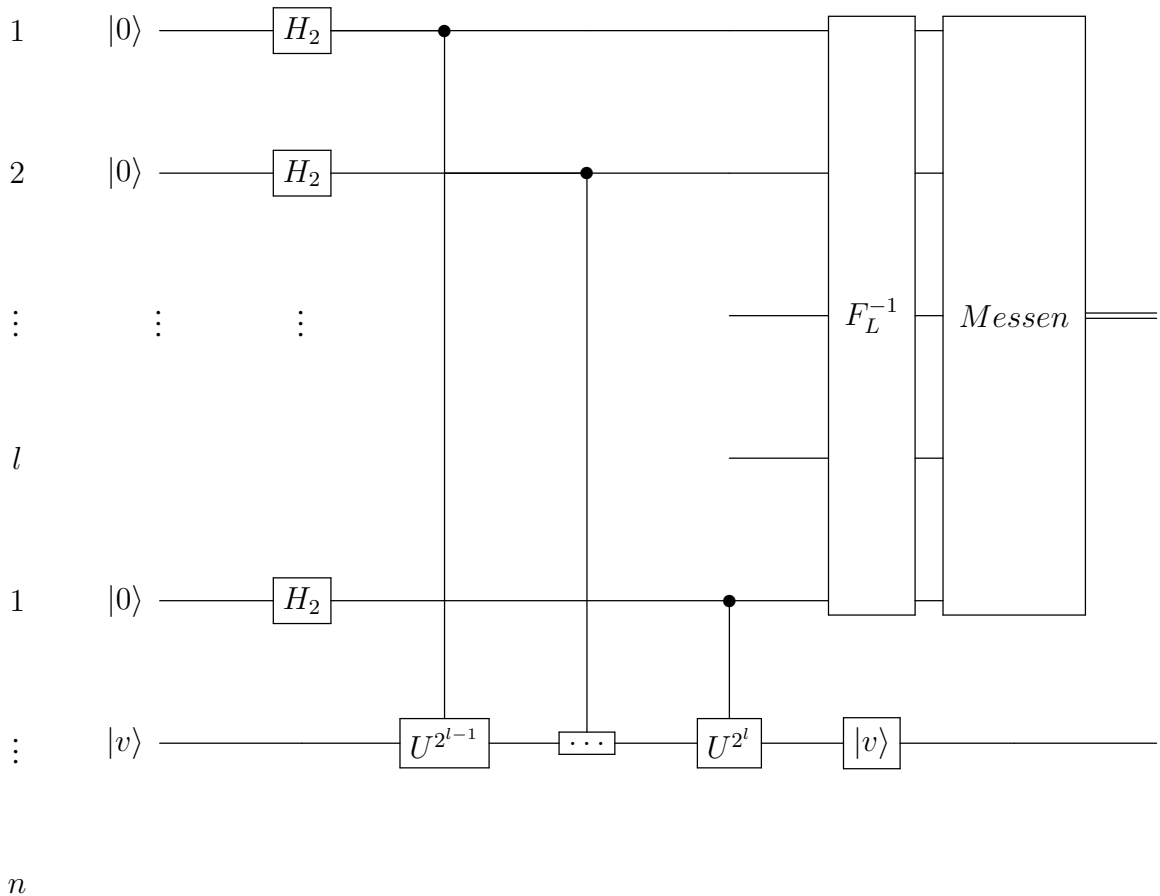 1 |0⟩ H₂
2 |0⟩ H₂
⋮ ⋮ ⋮ F_L^{-1} Messen
l
1 |0⟩ H₂
⋮ |v⟩ U^{2^{l-1}} ⋯ U^{2^l} |v⟩
n